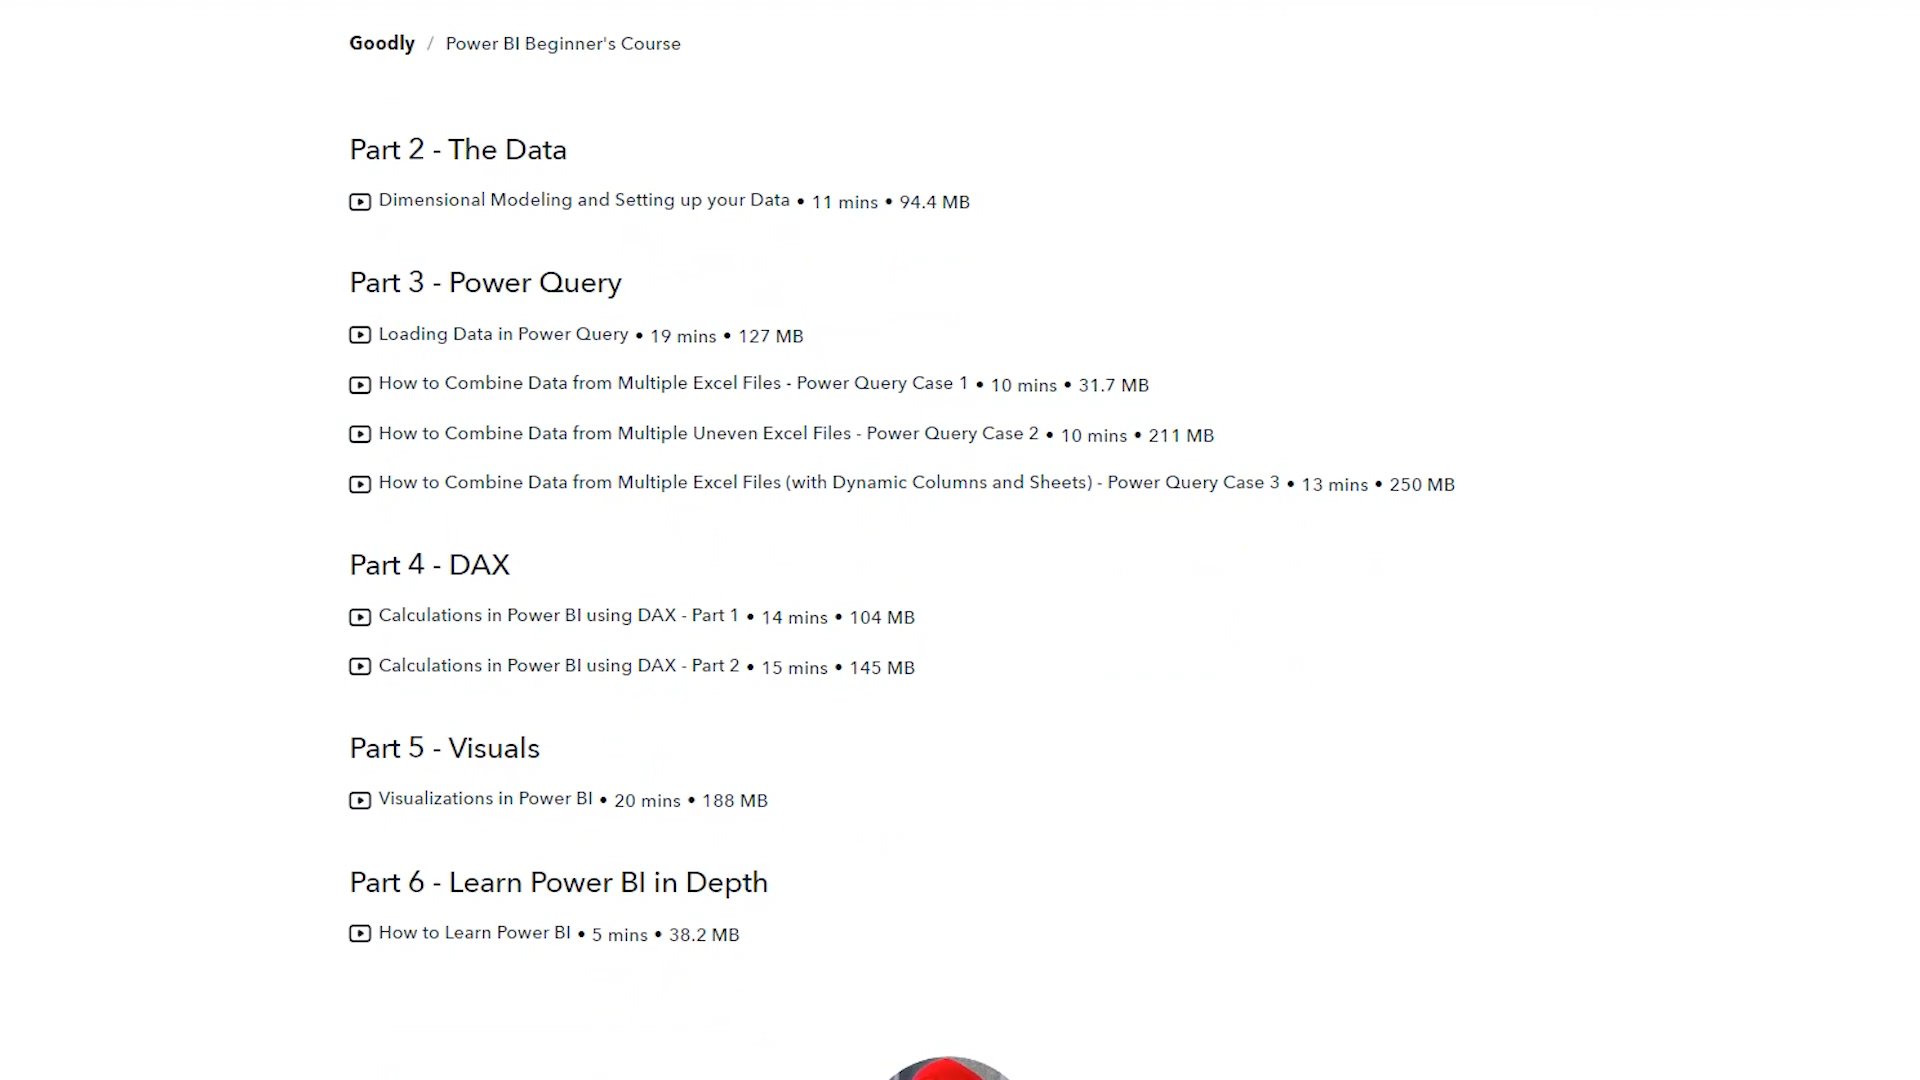 Goodly / Power BI Beginner's Course
Part 2 - The Data
Dimensional Modeling and Setting up your Data • 11 mins • 94.4 MB
Part 3 - Power Query
Loading Data in Power Query • 19 mins • 127 MB
How to Combine Data from Multiple Excel Files - Power Query Case 1 • 10 mins • 31.7 MB
How to Combine Data from Multiple Uneven Excel Files - Power Query Case 2 • 10 mins • 211 MB
How to Combine Data from Multiple Excel Files (with Dynamic Columns and Sheets) - Power Query Case 3 • 13 mins • 250 MB
Part 4 - DAX
Calculations in Power BI using DAX - Part 1 • 14 mins • 104 MB
Calculations in Power BI using DAX - Part 2 • 15 mins • 145 MB
Part 5 - Visuals
Visualizations in Power BI • 20 mins • 188 MB
Part 6 - Learn Power BI in Depth
How to Learn Power BI • 5 mins • 38.2 MB